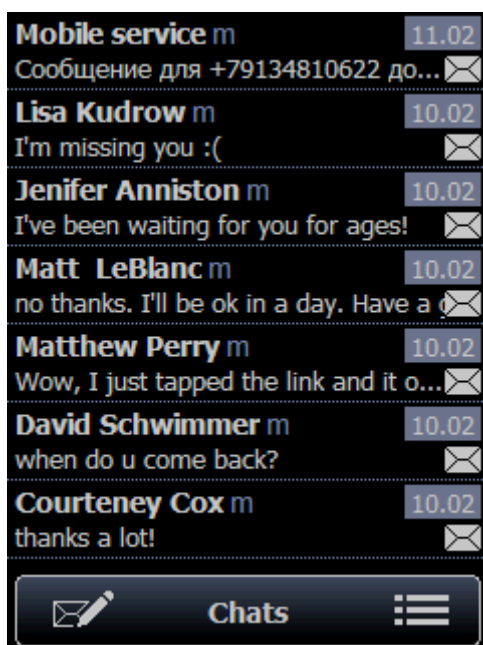 Mobile service m 11.02
Сообщение для +79134810622 до...
Lisa Kudrow m 10.02
I'm missing you :(
Jenifer Anniston m 10.02
I've been waiting for you for ages!
Matt LeBlanc m 10.02
no thanks. I'll be ok in a day. Have a
Matthew Perry m 10.02
Wow, I just tapped the link and it o...
David Schwimmer m 10.02
when do u come back?
Courteney Cox m 10.02
thanks a lot!
Chats